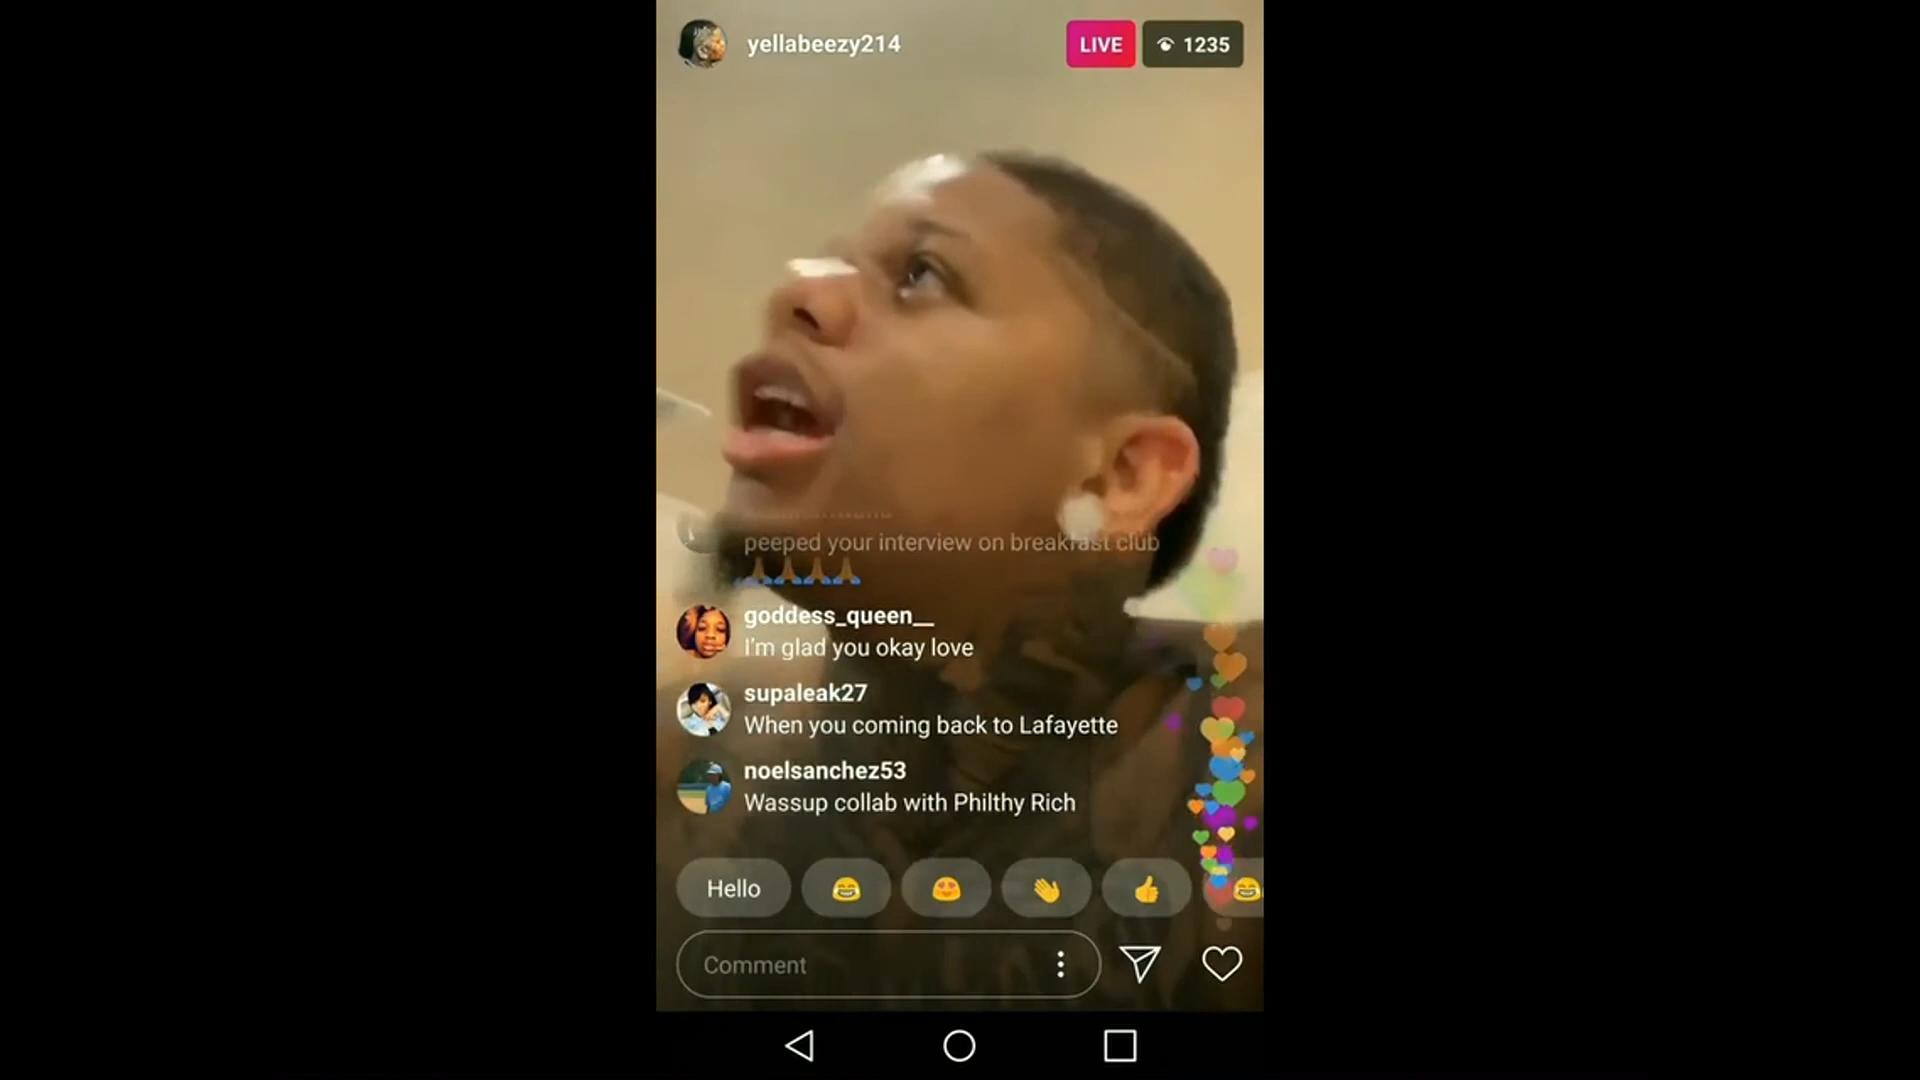 yellabeezy214
LIVE
1235
peeped your interview on breakfast club
🙏🏾🙏🏾🙏🏾🙏🏾
goddess_queen__
I'm glad you okay love
supaleak27
When you coming back to Lafayette
noelsanchez53
Wassup collab with Philthy Rich
Hello
Comment